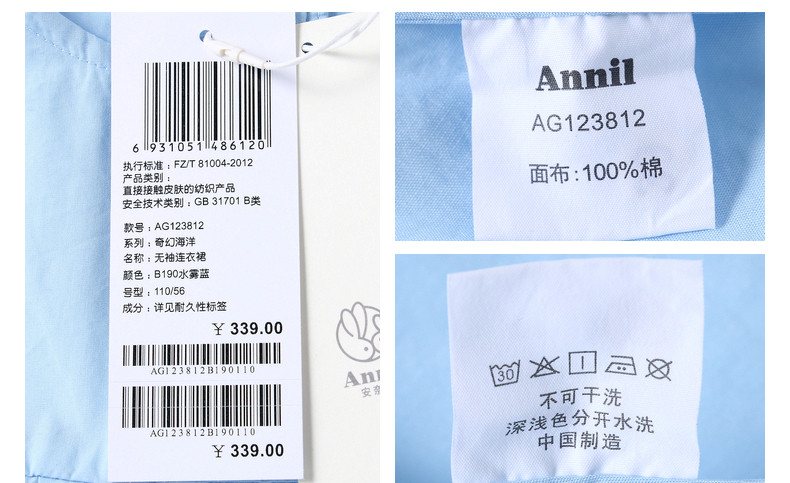 6 931051 486120
执行标准：FZ/T 81004-2012
产品类别：
直接接触皮肤的纺织产品
安全技术类别：GB 31701 B类
款号：AG123812
系列：奇幻海洋
名称：无袖连衣裙
颜色：B190水雾蓝
号型：110/56
成分：详见耐久性标签
￥ 339.00
AG123812B190110
AG123812B190110
￥ 339.00
Ann
安奈
Annil
AG123812
面布：100%棉
30
不可干洗
深浅色分开水洗
中国制造